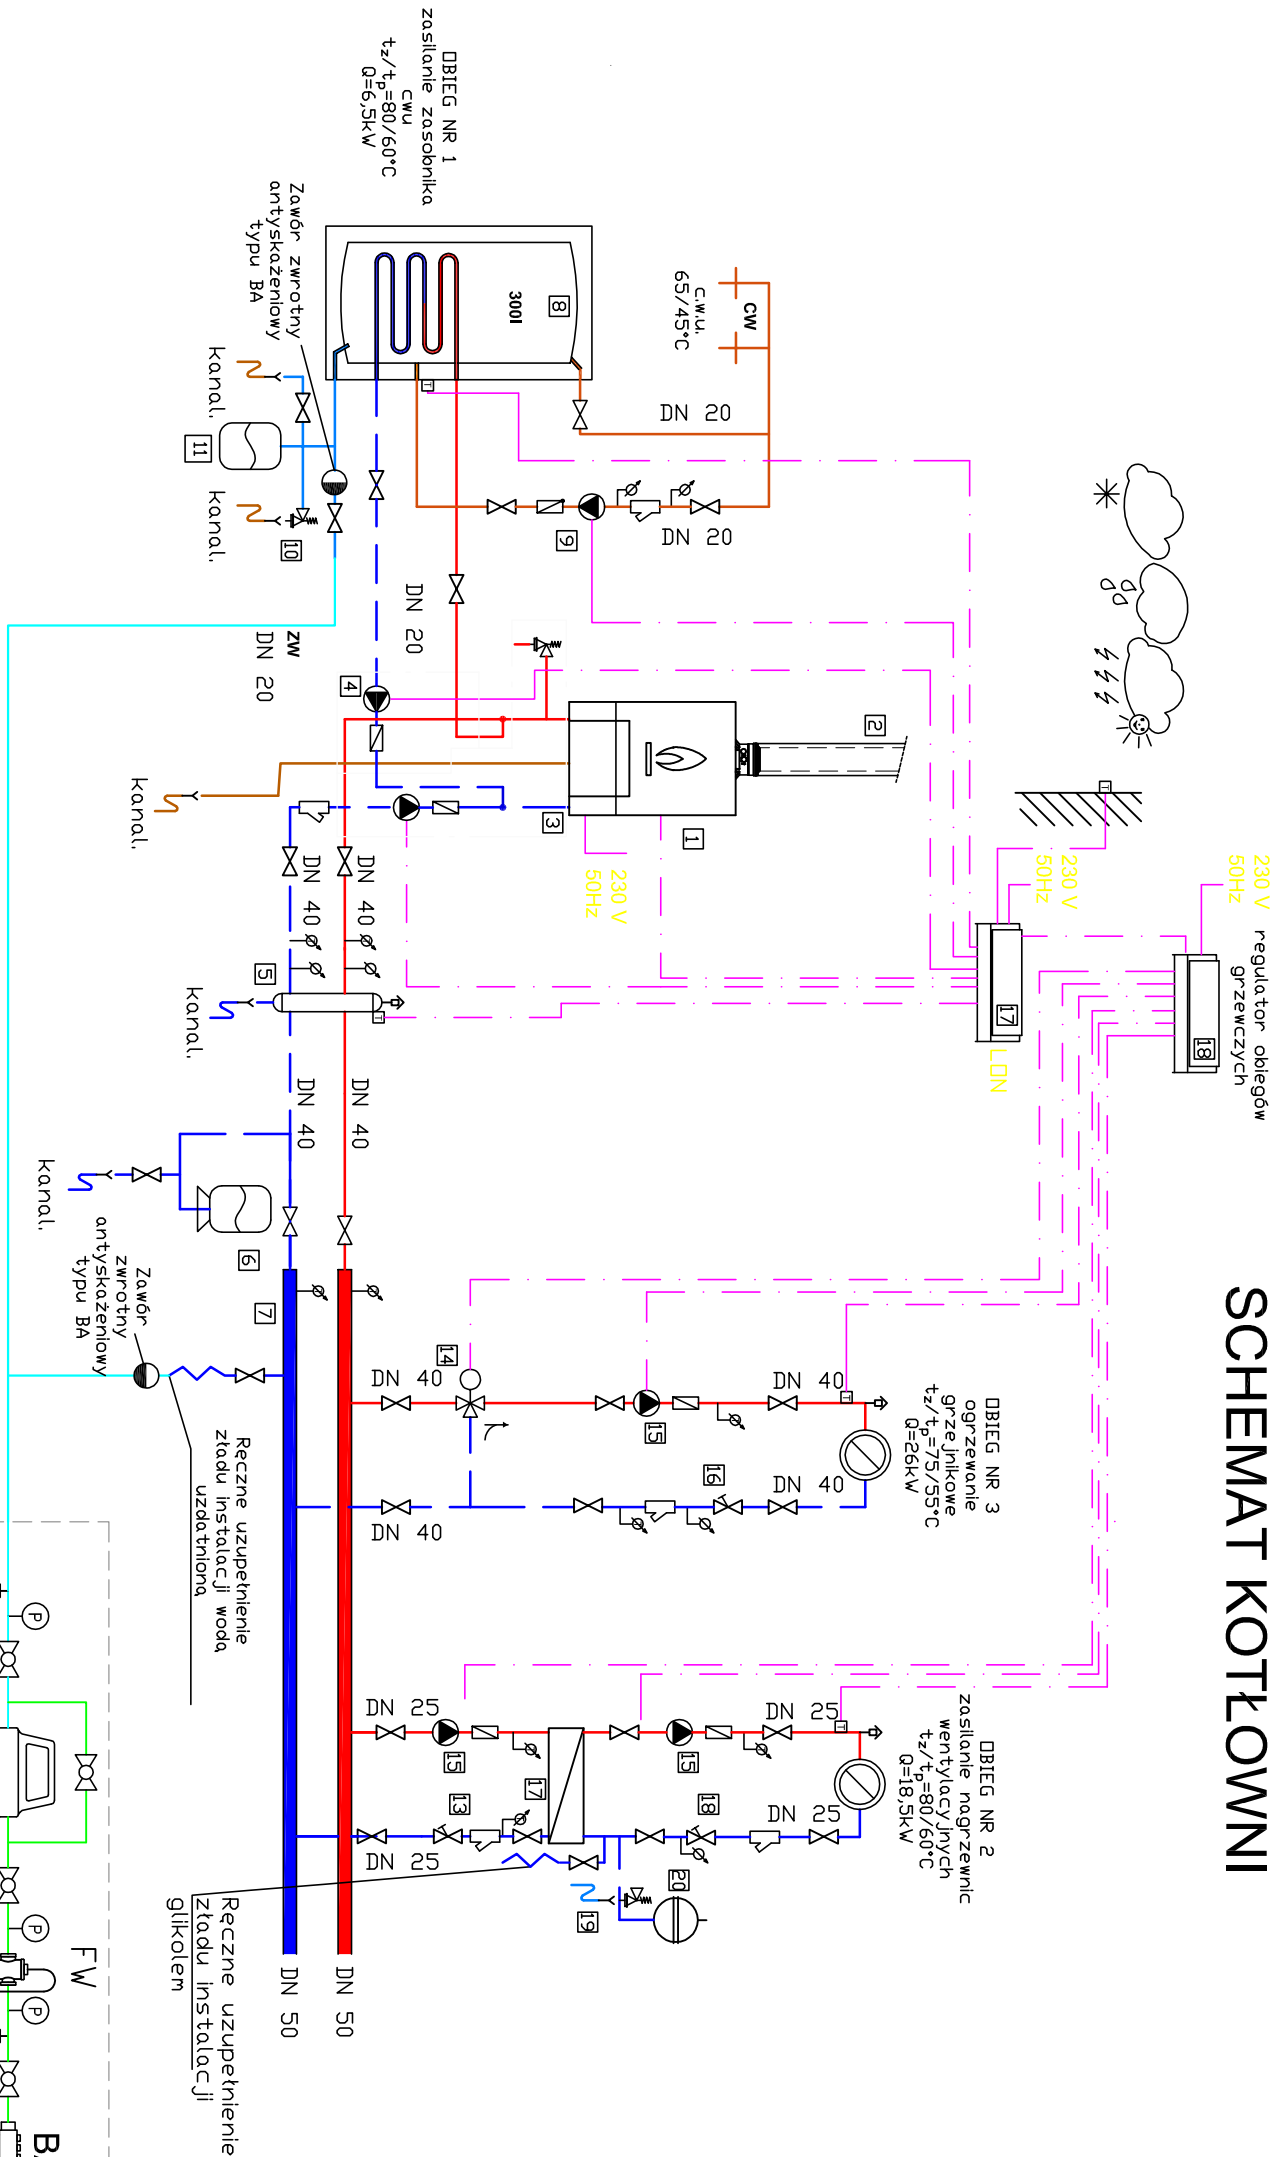 SCHEMAT KOTŁOWNI
OBIEG NR 1
zasilanie zasobnika
cwu
tz/tp=80/60°C
Q=6,5kW
Zawór zwrotny
antyskażeniowy
typu BA
kanal.
11
kanal.
10
8
300l
CW
c.w.u.
65/45°C
DN 20
DN 20
9
DN 20
ZW
DN 20
4
T
2
1
3
230 V
50Hz
kanal.
DN 40
DN 40
5
kanal.
T
T
230 V
50Hz
17
LON
230 V
50Hz
regulator obiegów
grzewczych
18
DN 40
DN 40
kanal.
6
7
Zawór
zwrotny
antyskażeniowy
typu BA
Ręczne uzupełnienie
zładu instalacji wodą
uzdatnioną
14
DN 40
15
DN 40
T
16
DN 40
DN 40
OBIEG NR 3
ogrzewanie
grzejnikowe
tz/tp=75/55°C
Q=26kW
DN 25
15
15
DN 25
T
17
13
18
DN 25
DN 25
19
20
OBIEG NR 2
zasilanie nagrzewnic
wentylacyjnych
tz/tp=80/60°C
Q=18,5kW
Ręczne uzupełnienie
zładu instalacji
glikolem
DN 50
DN 50
P
P
P
FW